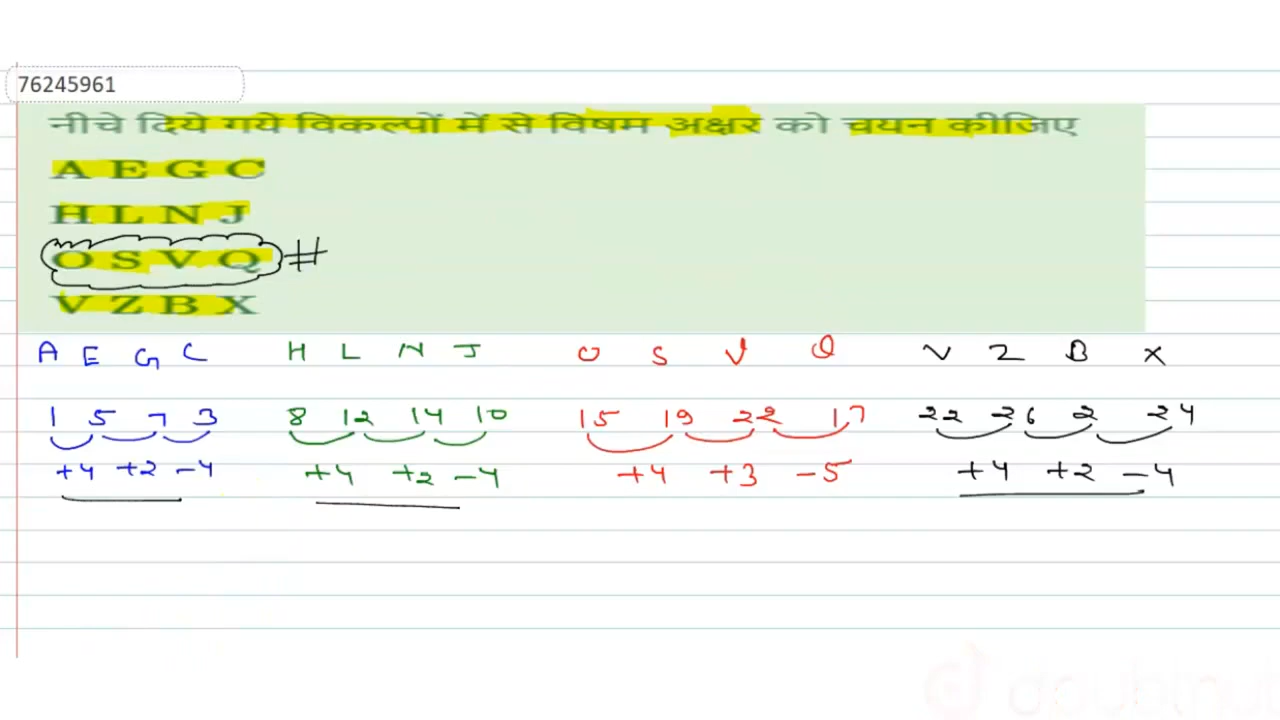 76245961
नीचे दिये गये विकल्पों में से विषम अक्षर को चयन कीजिए
A E G C
H L N J
O S V Q #
V Z B X
A E G C H L N J O S V Q V Z B X
1 5 7 3 8 12 14 10 15 19 22 17 22 26 2 24
+4 +2 -4 +4 +2 -4 +4 +3 -5 +4 +2 -4